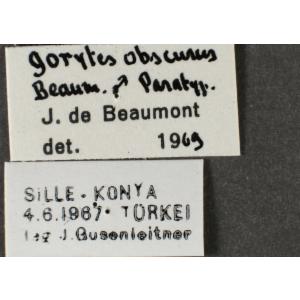 gorytes obscurus
Beaum. ♂ Paratyp.
J. de Beaumont
det. 1969
SiLLE - KONYA
4.6.1967 - TÜRKEI
leg J. Gusenleitner